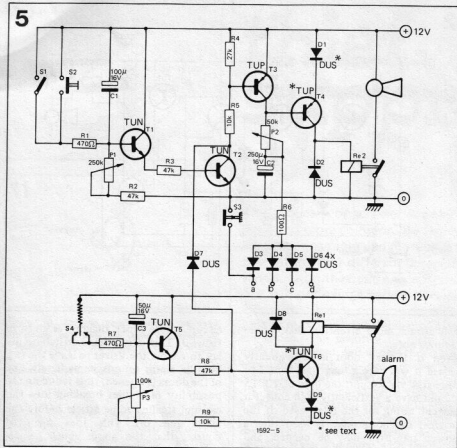 5
+ 12V
S1
S2
100µ
16V
C1
R4
27k
D1
*
DUS
TUP
T3
*TUP
T4
TUN
T1
R5
10k
R1
470Ω
P1
250k
R3
47k
TUN
T2
50k
P2
250µ
16V
C2
D2
DUS
Re2
R2
47k
0
S3
R6
100Ω
D7
DUS
D3
D4
D5
D6
4x
DUS
a
b
c
d
+ 12V
S4
50µ
16V
C3
TUN
T5
D8
DUS
Re1
R7
470Ω
R8
47k
*TUN
T6
alarm
100k
P3
R9
10k
D9
DUS
*
0
1592-5
* see text